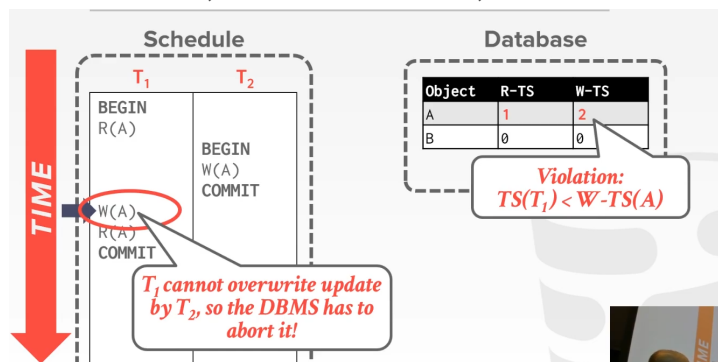 Schedule
Database
TIME
T1
T2
BEGIN
R(A)
BEGIN
W(A)
COMMIT
W(A)
R(A)
COMMIT
T1 cannot overwrite update
by T2, so the DBMS has to
abort it!
Object R-TS W-TS
A 1 2
B 0 0
Violation:
TS(T1) < W-TS(A)